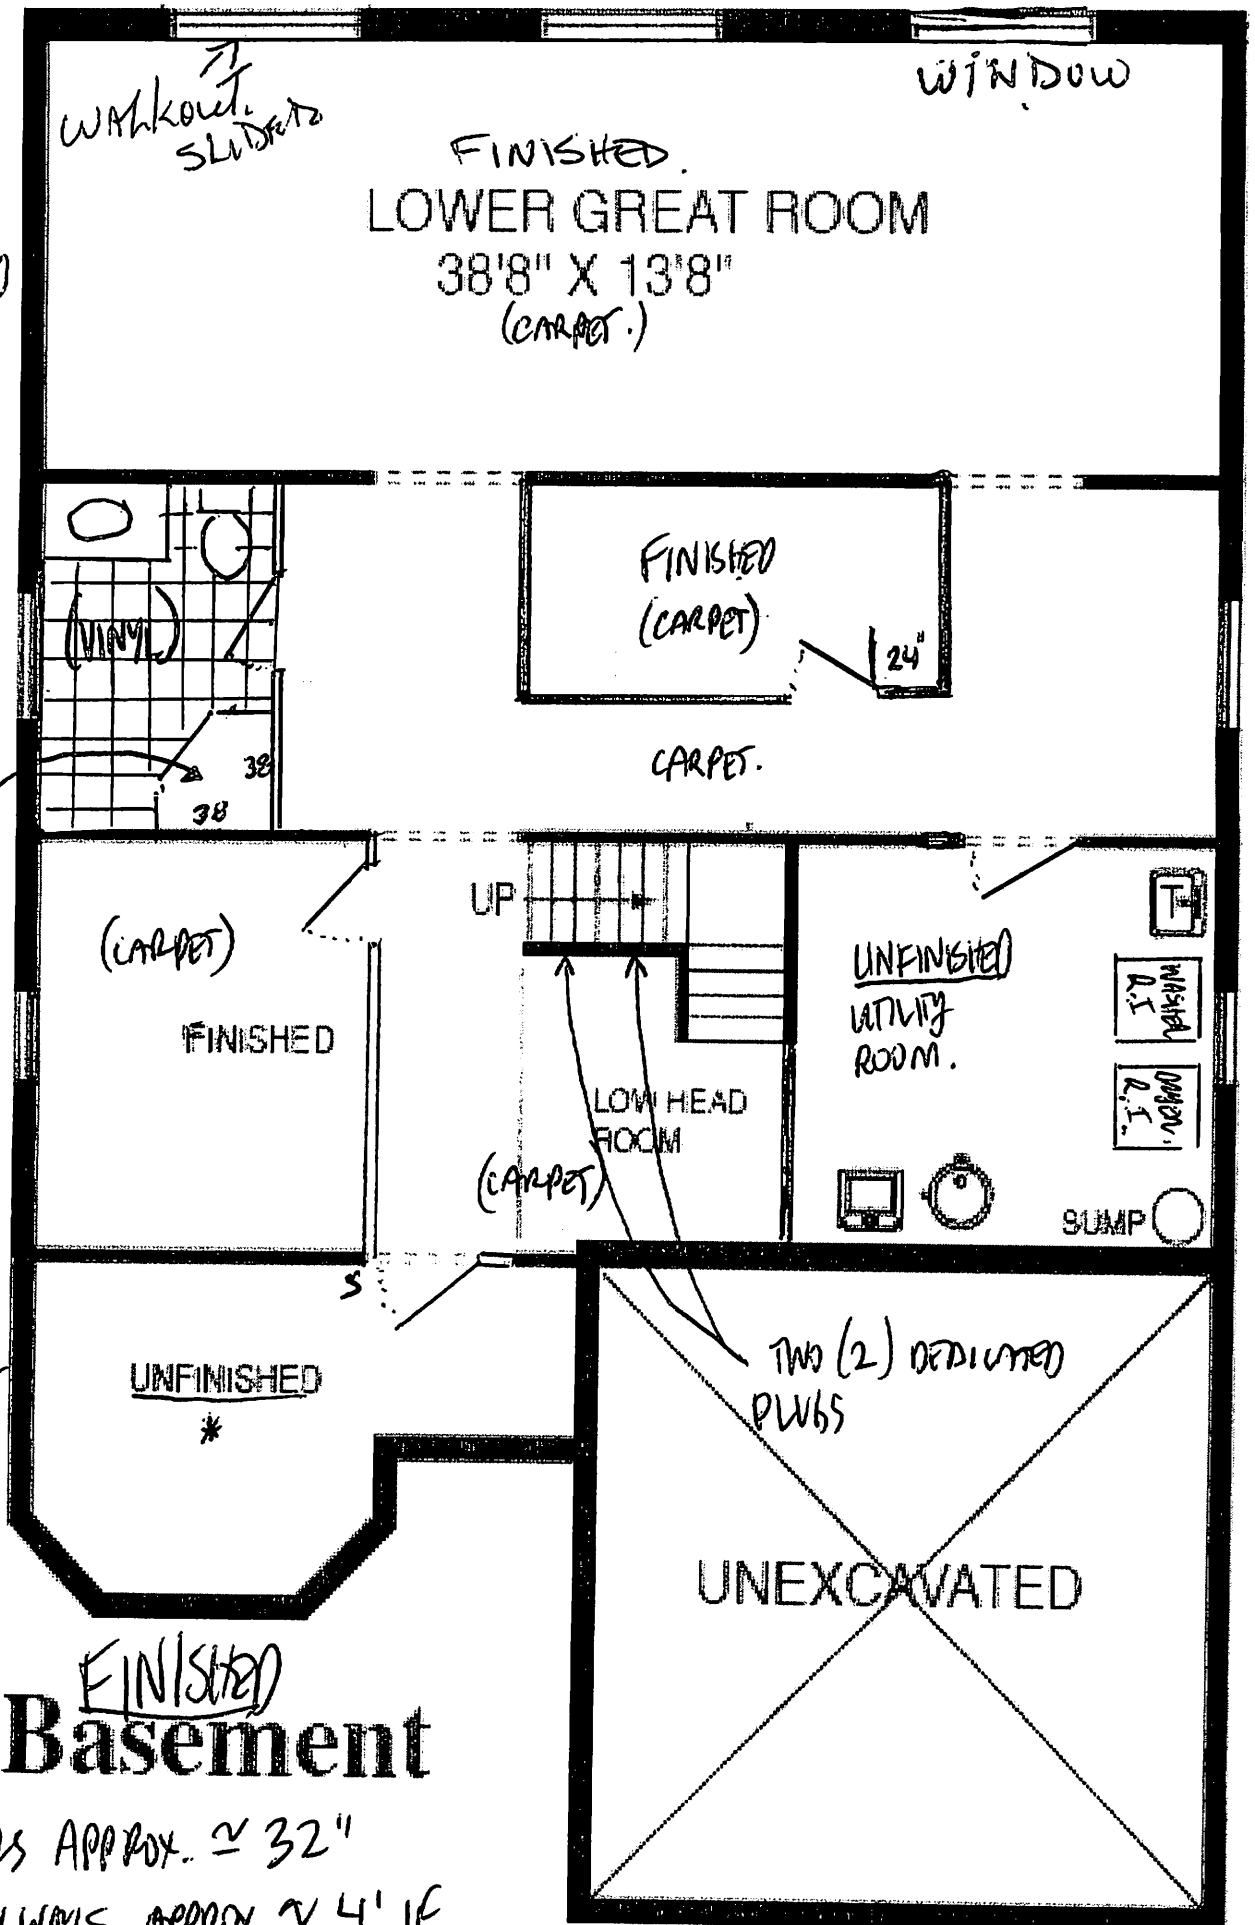 WALKOUT.
SLIDER
WINDOW
FINISHED.
LOWER GREAT ROOM
38'8" X 13'8"
(CARPET.)
(VINYL)
38
38
FINISHED
(CARPET)
24"
CARPET.
(CARPET)
FINISHED
UP
LOW HEAD
ROOM
(CARPET)
UNFINISHED
UTILITY
ROOM.
T
WASHER
R.I
DRYER.
R.I.
SUMP
S
UNFINISHED
*
TWO (2) DEDICATED
PLUGS
UNEXCAVATED
FINISHED
Basement
APPROX. ≃ 32"
APPROX ~ 4' IF